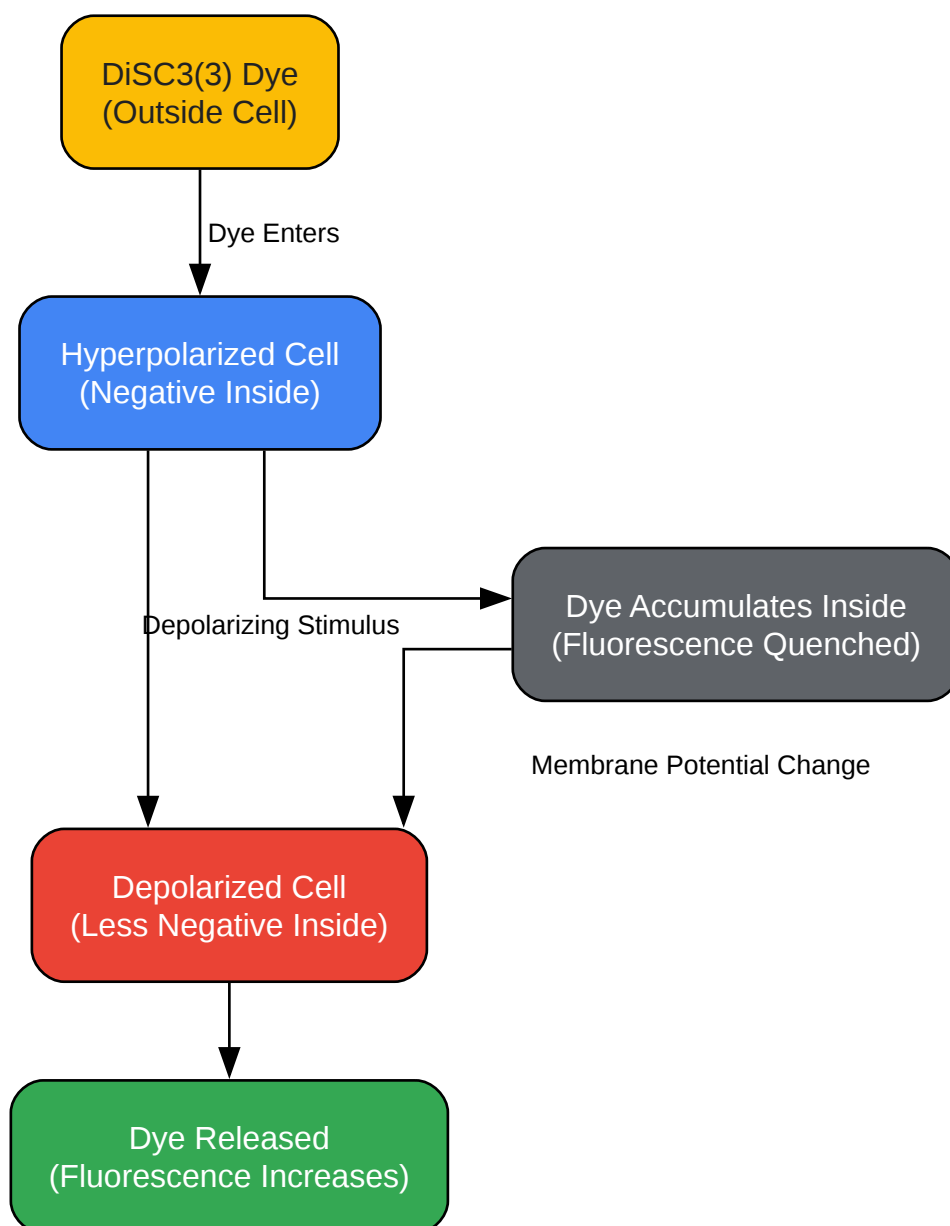 DiSC3(3) Dye
(Outside Cell)
Dye Enters
Hyperpolarized Cell
(Negative Inside)
Dye Accumulates Inside
(Fluorescence Quenched)
Depolarizing Stimulus
Membrane Potential Change
Depolarized Cell
(Less Negative Inside)
Dye Released
(Fluorescence Increases)